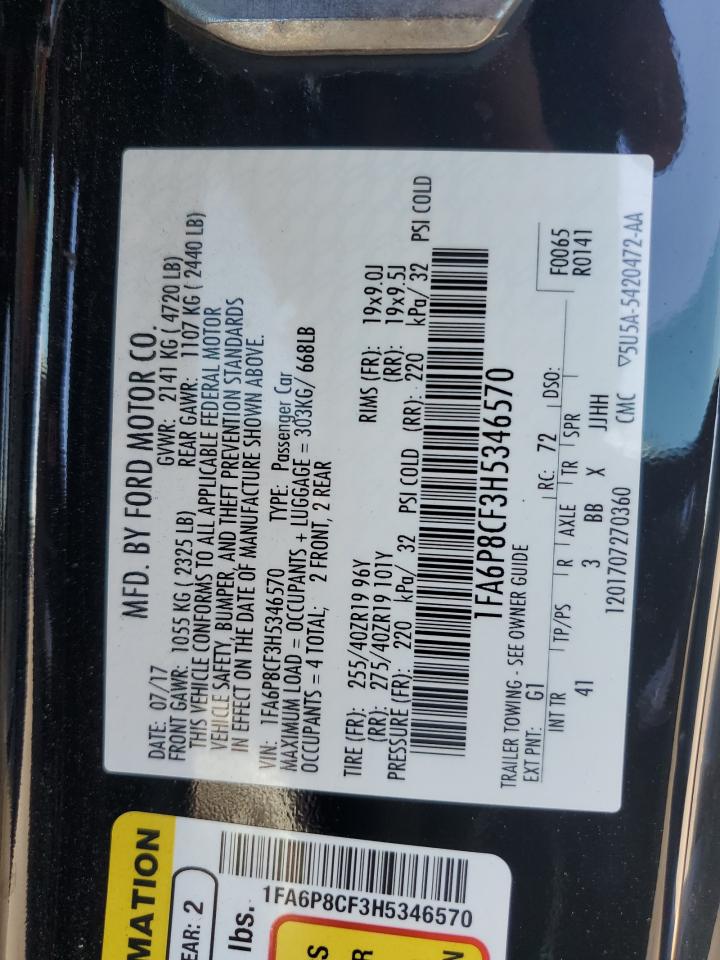 MFD. BY FORD MOTOR CO.
DATE: 07/17 GVWR: 2141 KG ( 4720 LB)
FRONT GAWR: 1055 KG ( 2325 LB) REAR GAWR: 1107 KG ( 2440 LB)
THIS VEHICLE CONFORMS TO ALL APPLICABLE FEDERAL MOTOR
VEHICLE SAFETY, BUMPER, AND THEFT PREVENTION STANDARDS
IN EFFECT ON THE DATE OF MANUFACTURE SHOWN ABOVE.
VIN: 1FA6P8CF3H5346570 TYPE: Passenger Car
MAXIMUM LOAD = OCCUPANTS + LUGGAGE = 303KG/ 668LB
OCCUPANTS = 4 TOTAL; 2 FRONT, 2 REAR
TIRE (FR): 255/40ZR19 96Y RIMS (FR): 19x9.0J
(RR): 275/40ZR19 101Y (RR): 19x9.5J
PRESSURE (FR): 220 kPa/ 32 PSI COLD (RR): 220 kPa/ 32 PSI COLD
1FA6P8CF3H5346570
TRAILER TOWING - SEE OWNER GUIDE
F0065
R0141
EXT PNT: G1 RC: 72 DSO:
INT TR TP/PS R AXLE TR SPR
41 3 BB X JJHH
1201707270360 CMC ▽5U5A-5420472-AA
MATION
EAR: 2
lbs.
1FA6P8CF3H5346570
S
R
N